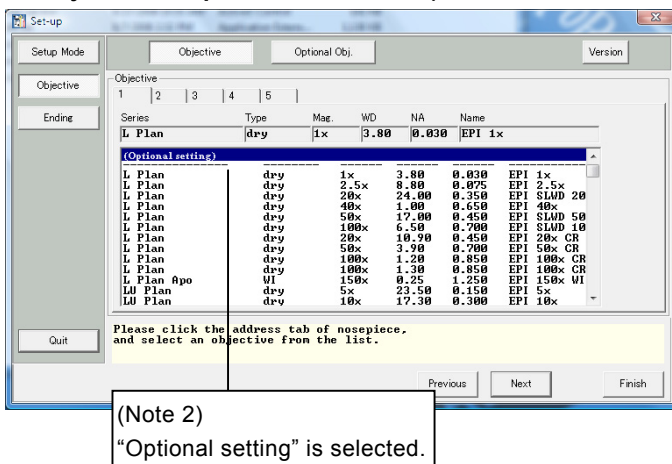 Set-up
Setup Mode Objective Optional Obj. Version
Objective Objective
1 2 3 4 5
Ending Series Type Mag. WD NA Name
L Plan dry 1x 3.80 0.030 EPI 1x
(Optional setting)
L Plan dry 1x 3.80 0.030 EPI 1x
L Plan dry 2.5x 8.80 0.075 EPI 2.5x
L Plan dry 20x 24.00 0.350 EPI SLWD 20
L Plan dry 40x 1.00 0.650 EPI 40x
L Plan dry 50x 17.00 0.450 EPI SLWD 50
L Plan dry 100x 6.50 0.700 EPI SLWD 10
L Plan dry 20x 10.90 0.450 EPI 20x CR
L Plan dry 50x 3.90 0.700 EPI 50x CR
L Plan dry 100x 1.20 0.850 EPI 100x CR
L Plan dry 100x 1.30 0.850 EPI 100x CR
L Plan Apo WI 150x 0.25 1.250 EPI 150x WI
LU Plan dry 5x 23.50 0.150 EPI 5x
LU Plan dry 10x 17.30 0.300 EPI 10x
Quit
Please click the address tab of nosepiece,
and select an objective from the list.
Previous Next Finish
(Note 2)
“Optional setting” is selected.